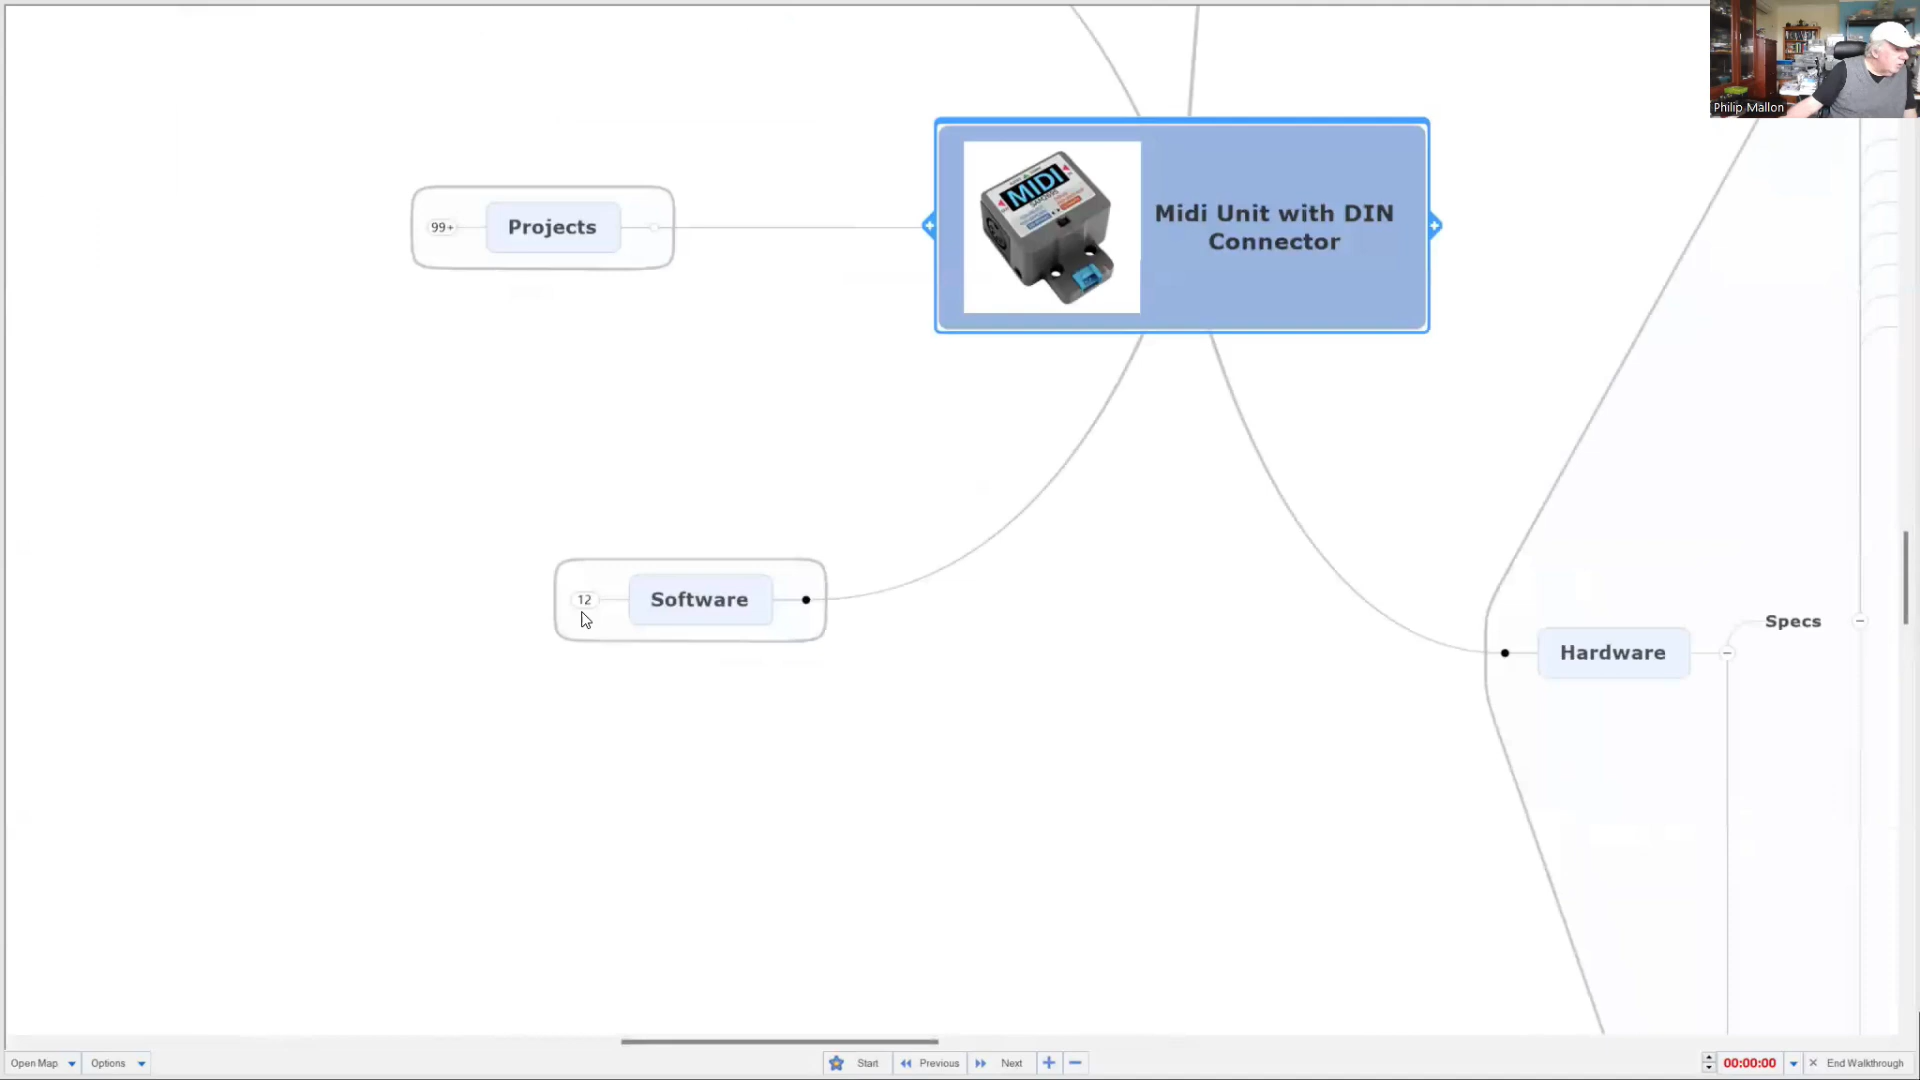 Philip Mallon
MIDI
Midi Unit with DIN
Connector
99+
Projects
12
Software
Specs
Hardware
Open Map
Options
Start
Previous
Next
00:00:00
End Walkthrough